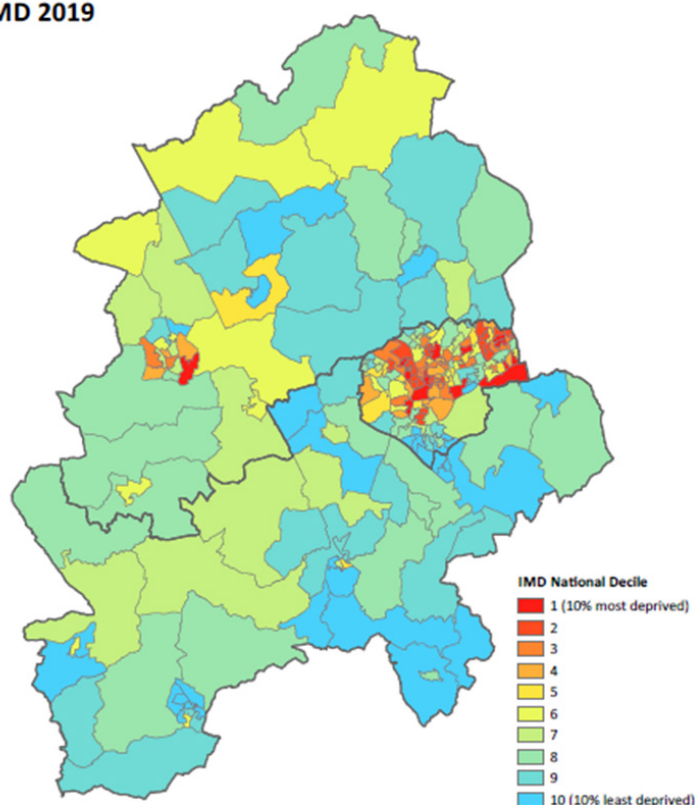 MD 2019
IMD National Decile
1 (10% most deprived)
2
3
4
5
6
7
8
9
10 (10% least deprived)